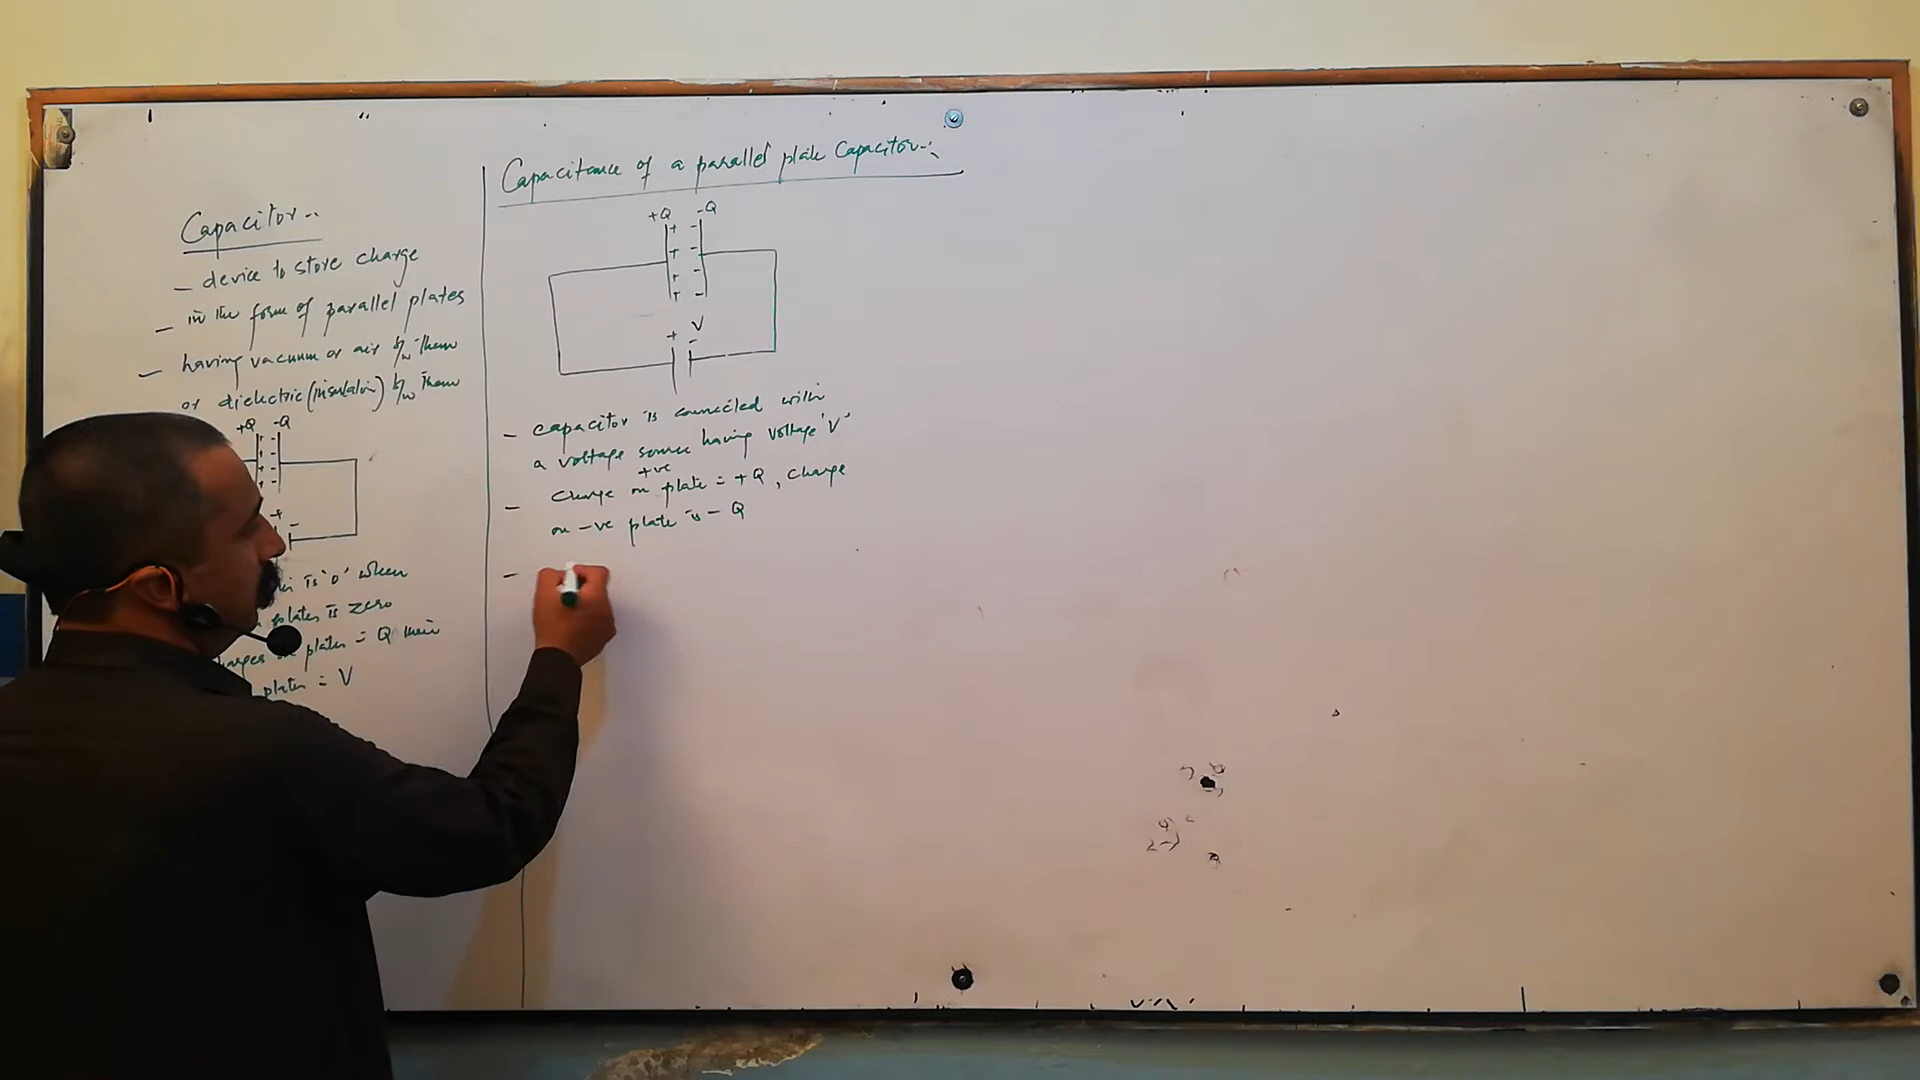 Capacitor:-
- device to store charge
- in the form of parallel plates
- having vacuum or air b/w them
or dielectric (insulator) b/w them
+Q -Q
+ -
is '0' when
plates is zero
plates = Q then
plates = V
Capacitance of a parallel plate Capacitor:-
+Q -Q
+ -
+ -
+ -
+ -
V
+ -
- capacitor is connected with
a voltage source having voltage 'V'
+ve
- charge on plate = +Q, charge
on -ve plate is - Q
-